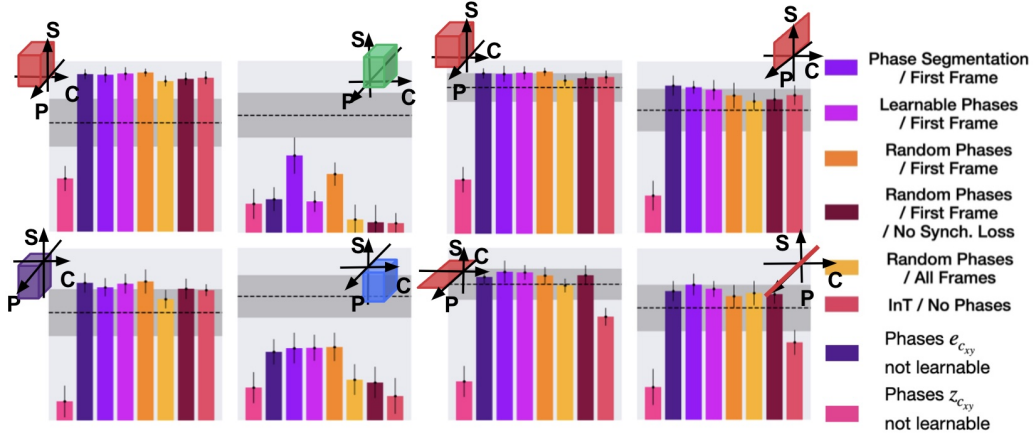 S
P
C
S
P
C
S
C
P
S
P
C
S
C
P
S
C
P
S
C
P
S
C
P
Phase Segmentation
/ First Frame
Learnable Phases
/ First Frame
Random Phases
/ First Frame
Random Phases
/ First Frame
/ No Synch. Loss
Random Phases
/ All Frames
InT / No Phases
Phases e_{c_{xy}}
not learnable
Phases z_{c_{xy}}
not learnable